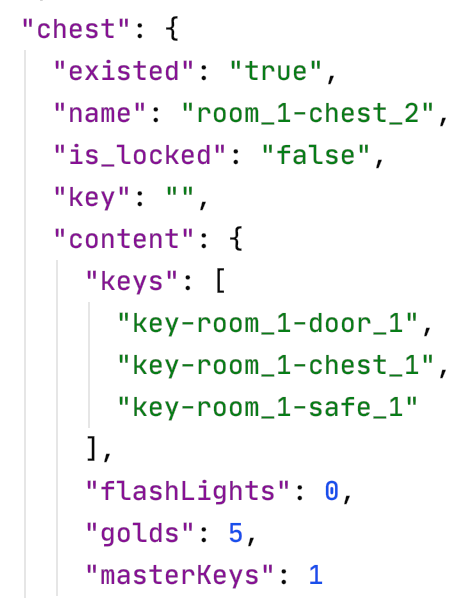 "chest": {
"existed": "true",
"name": "room_1-chest_2",
"is_locked": "false",
"key": "",
"content": {
"keys": [
"key-room_1-door_1",
"key-room_1-chest_1",
"key-room_1-safe_1"
],
"flashLights": 0,
"golds": 5,
"masterKeys": 1